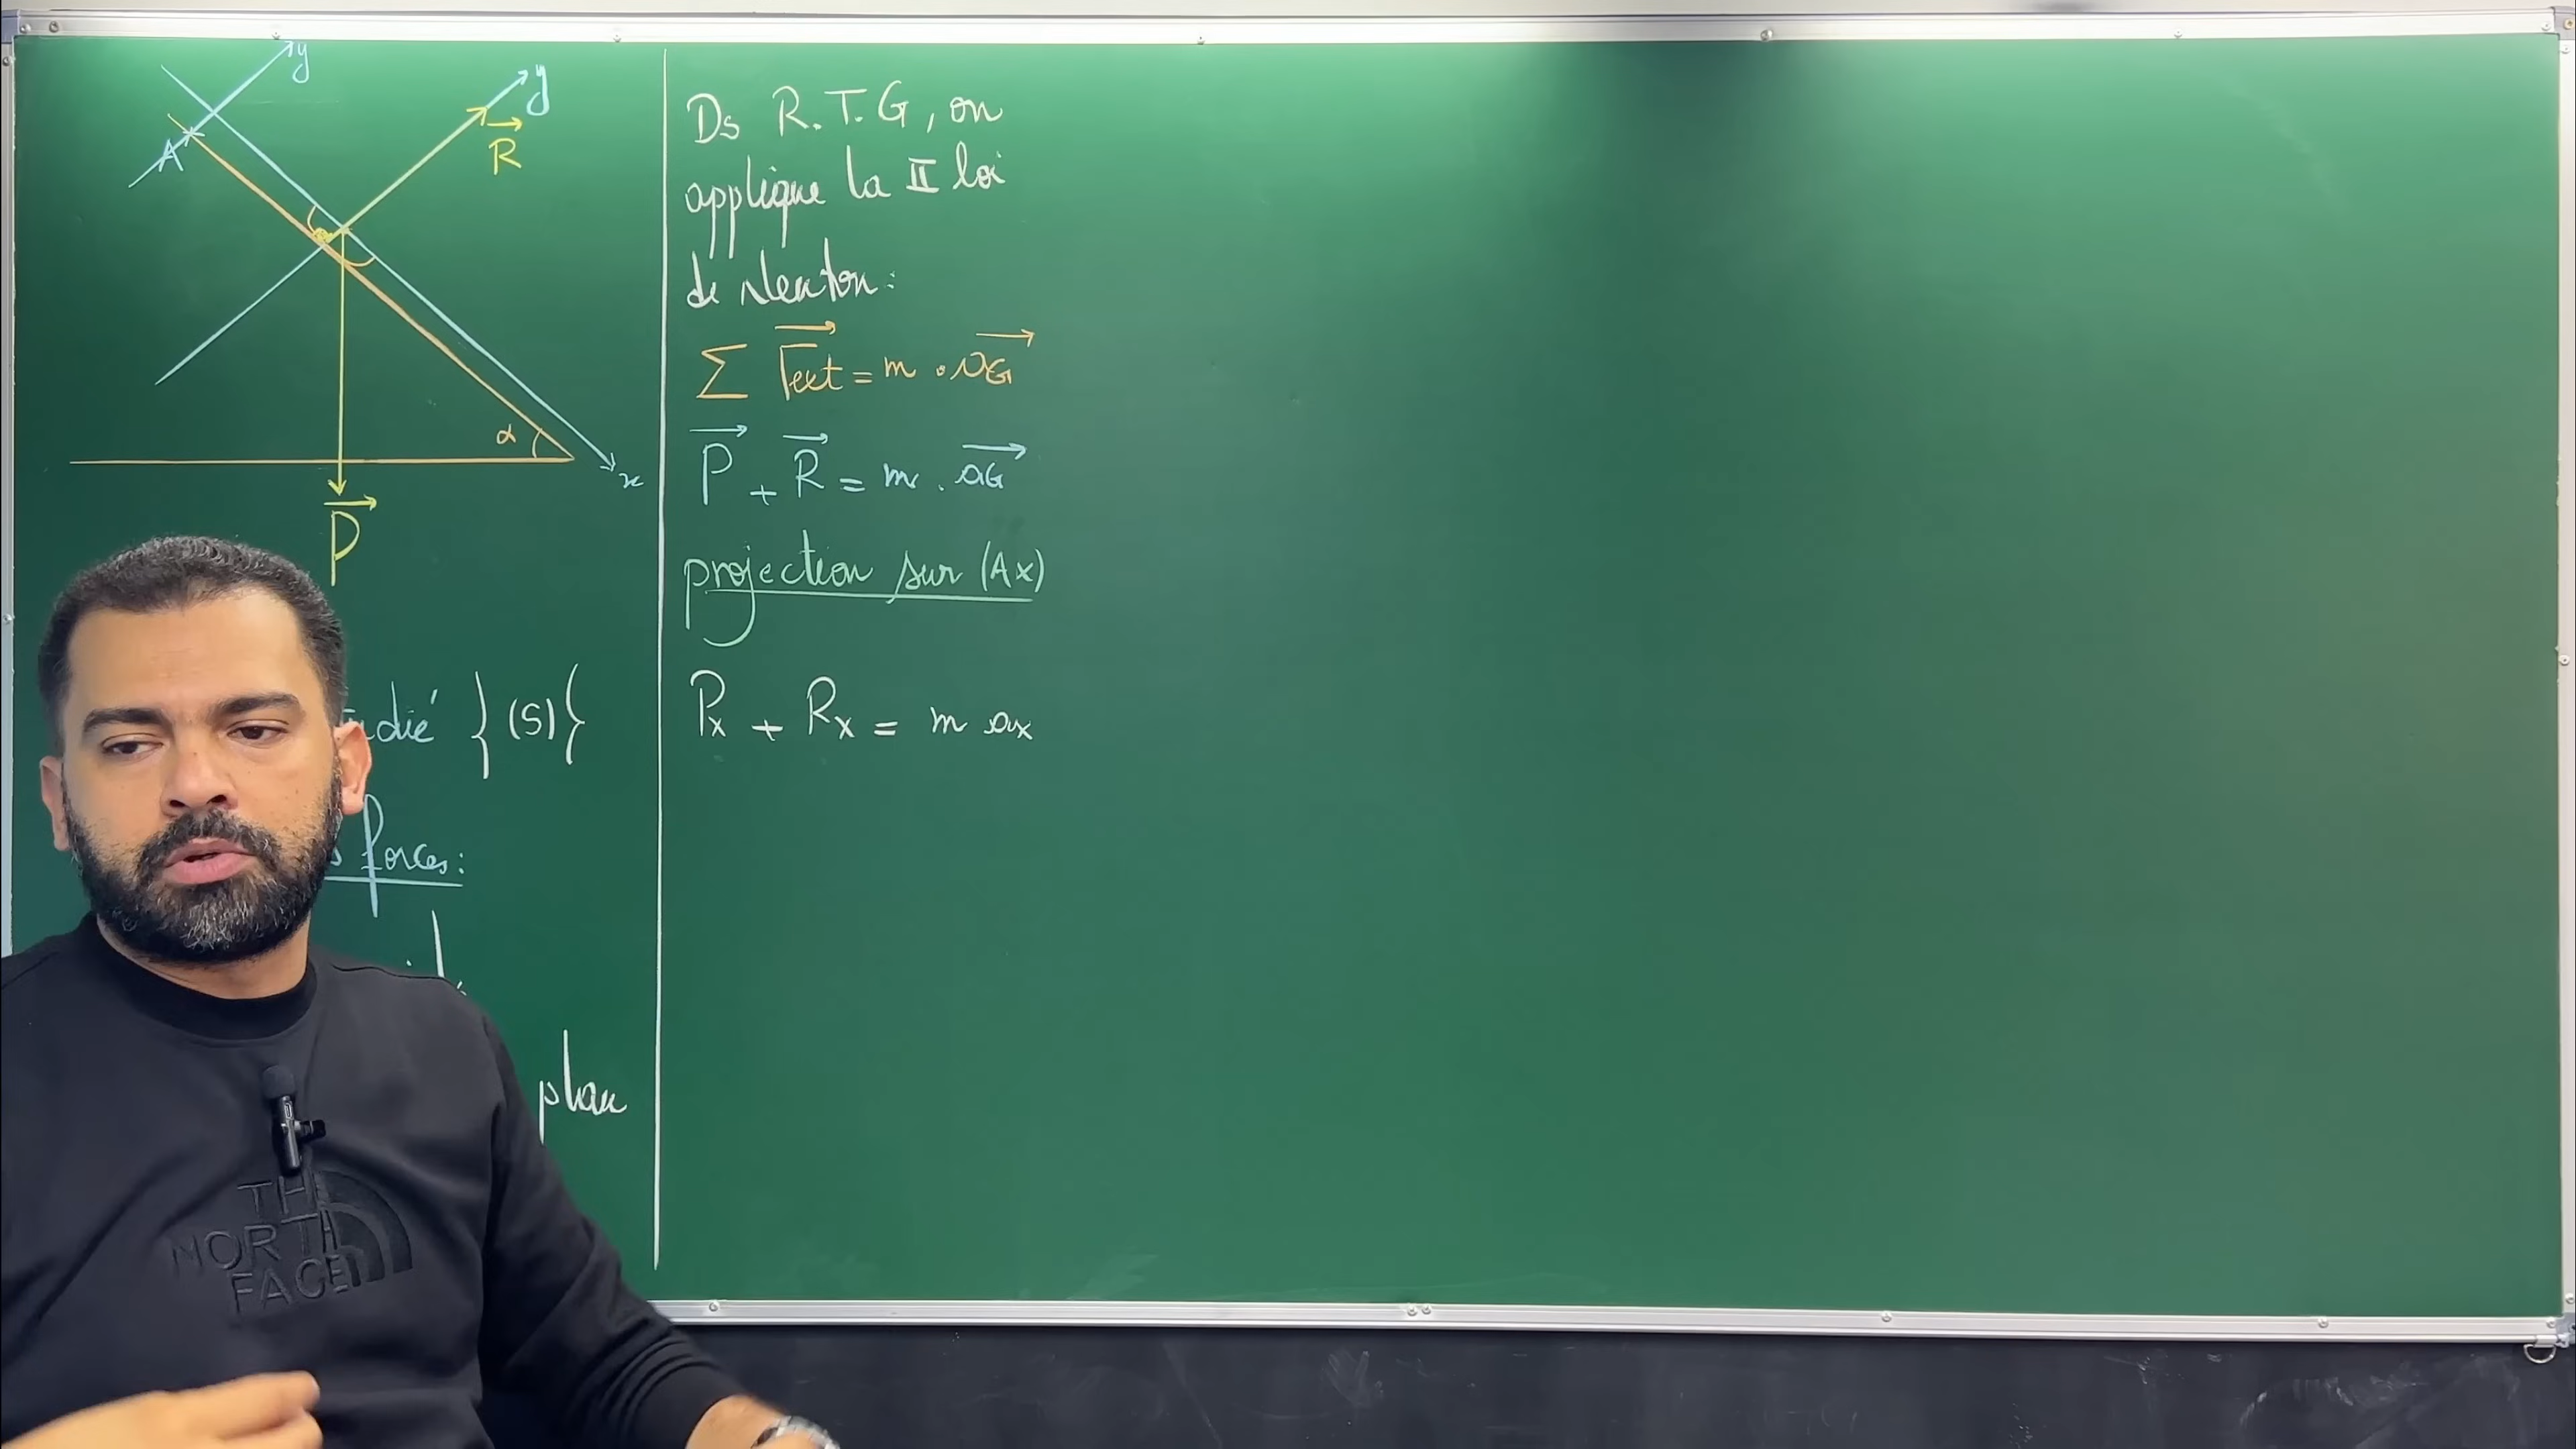 y
y
R
A
α
x
P
{(S)}
forces:
plan
Ds R.T.G, on
applique la II loi
de Newton:
∑ Fext = m . aG
P + R = m . aG
projection sur (Ax)
Px + Rx = m ax
THE
NORTH
FACE